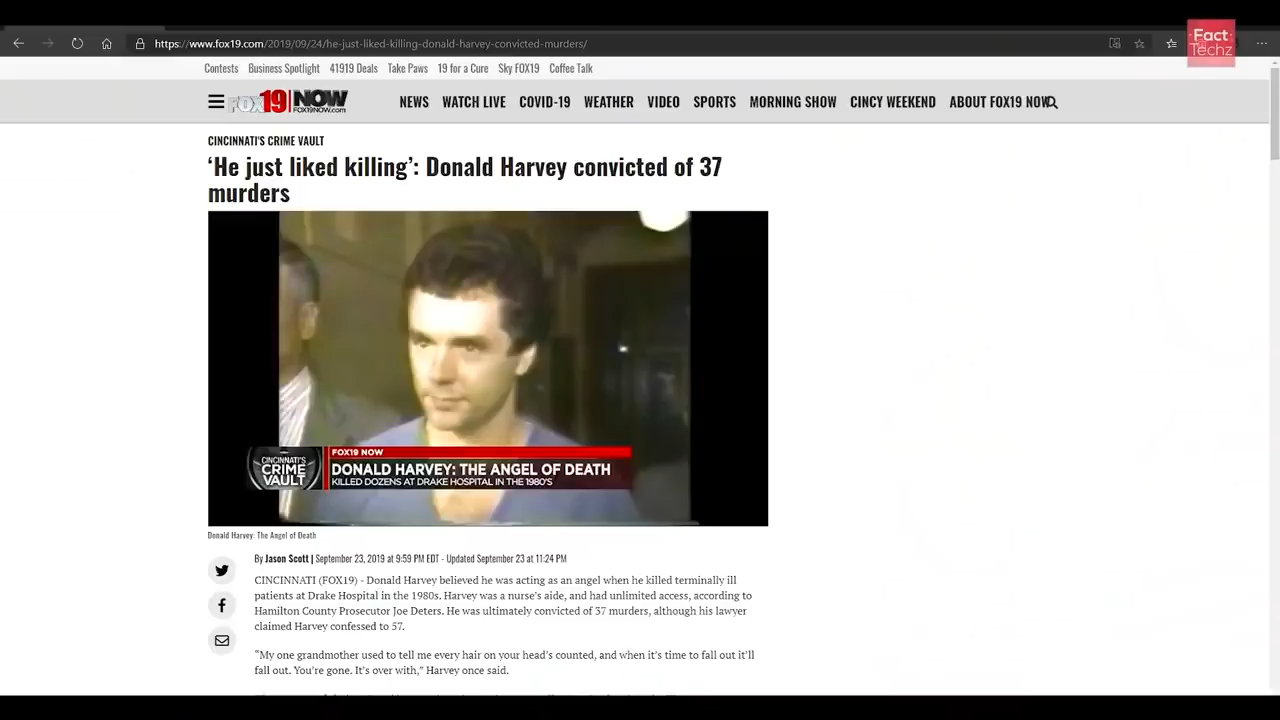 https://www.fox19.com/2019/09/24/he-just-liked-killing-donald-harvey-convicted-murders/
Fact
Techz
Contests Business Spotlight 41919 Deals Take Paws 19 for a Cure Sky FOX19 Coffee Talk
FOX19 NOW
FOX19NOW.com
NEWS WATCH LIVE COVID-19 WEATHER VIDEO SPORTS MORNING SHOW CINCY WEEKEND ABOUT FOX19 NOW
CINCINNATI'S CRIME VAULT
‘He just liked killing’: Donald Harvey convicted of 37
murders
CINCINNATI'S
CRIME
VAULT
FOX19 NOW
DONALD HARVEY: THE ANGEL OF DEATH
KILLED DOZENS AT DRAKE HOSPITAL IN THE 1980'S
Donald Harvey: The Angel of Death
By Jason Scott | September 23, 2019 at 9:59 PM EDT - Updated September 23 at 11:24 PM
CINCINNATI (FOX19) - Donald Harvey believed he was acting as an angel when he killed terminally ill
patients at Drake Hospital in the 1980s. Harvey was a nurse's aide, and had unlimited access, according to
Hamilton County Prosecutor Joe Deters. He was ultimately convicted of 37 murders, although his lawyer
claimed Harvey confessed to 57.
“My one grandmother used to tell me every hair on your head's counted, and when it's time to fall out it'll
fall out. You're gone. It's over with,” Harvey once said.